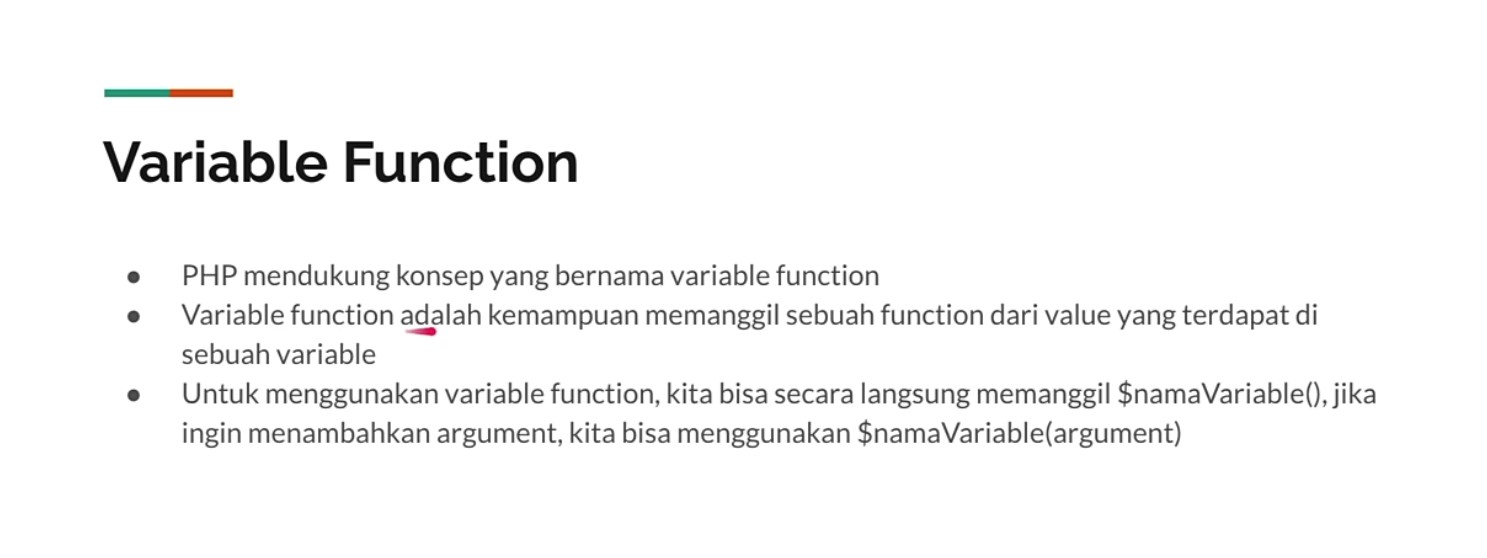 Variable Function
● PHP mendukung konsep yang bernama variable function
● Variable function adalah kemampuan memanggil sebuah function dari value yang terdapat di
sebuah variable
● Untuk menggunakan variable function, kita bisa secara langsung memanggil $namaVariable(), jika
ingin menambahkan argument, kita bisa menggunakan $namaVariable(argument)